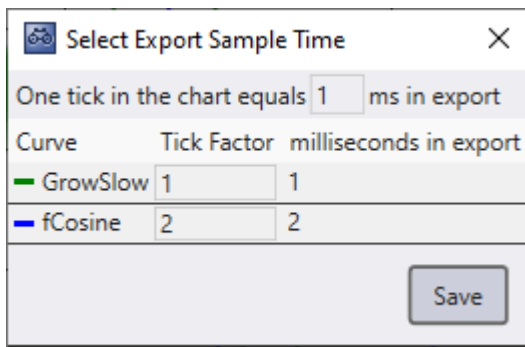 Select Export Sample Time
One tick in the chart equals 1 ms in export
Curve Tick Factor milliseconds in export
GrowSlow 1 1
fCosine 2 2
Save